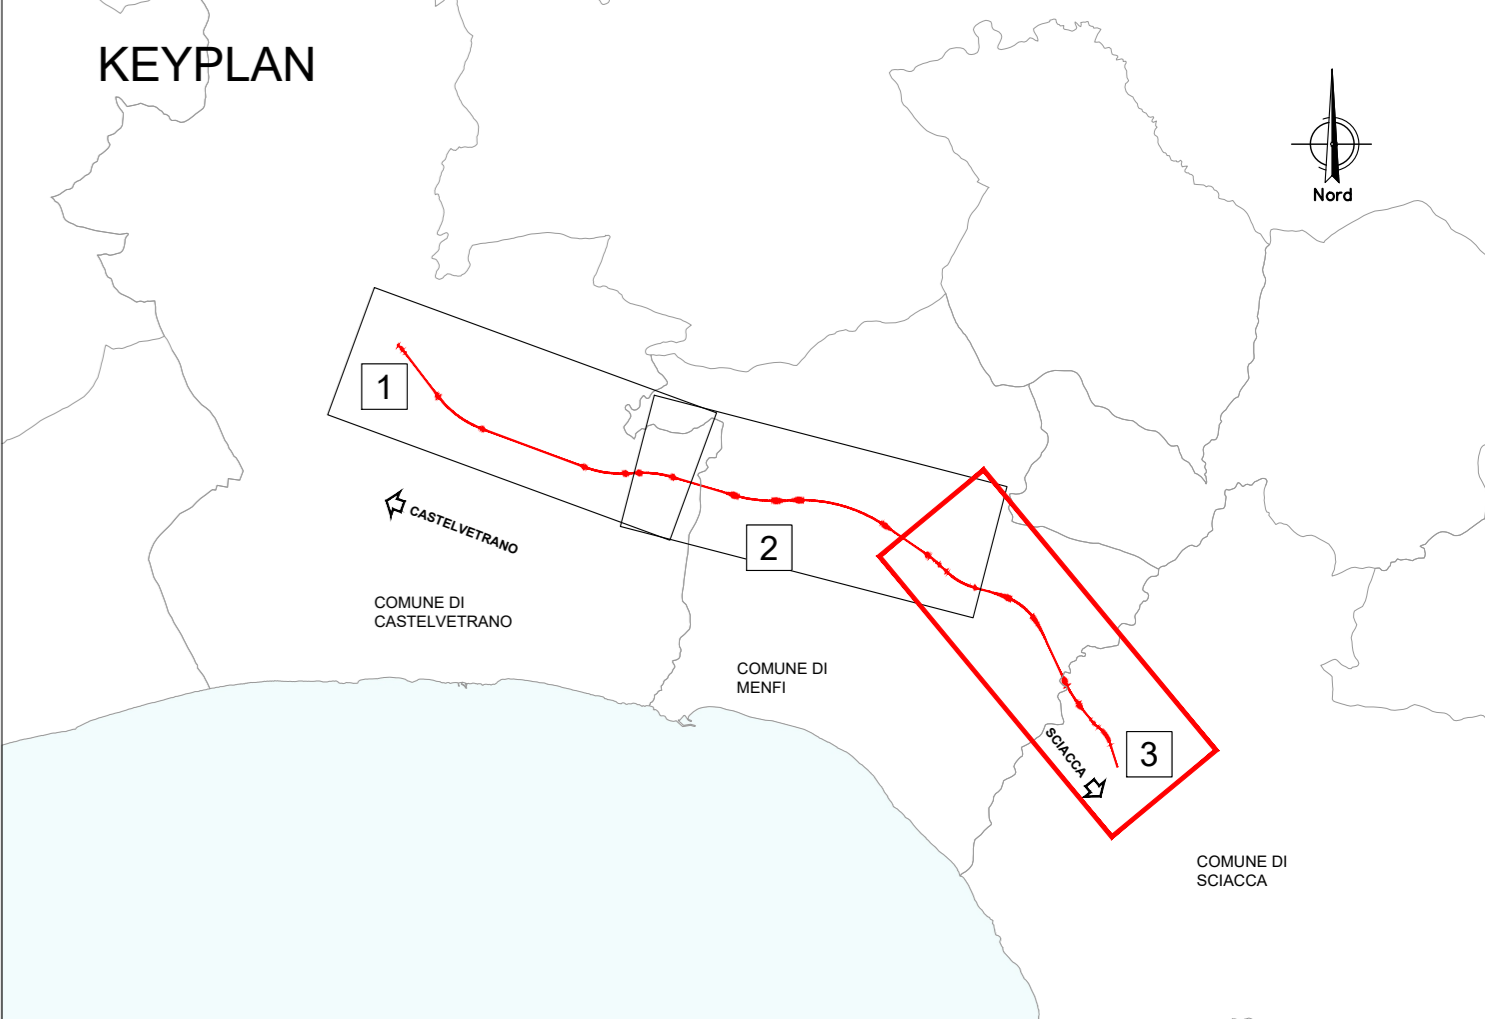 KEYPLAN
Nord
1
CASTELVETRANO
2
COMUNE DI
CASTELVETRANO
COMUNE DI
MENFI
SCIACCA
3
COMUNE DI
SCIACCA